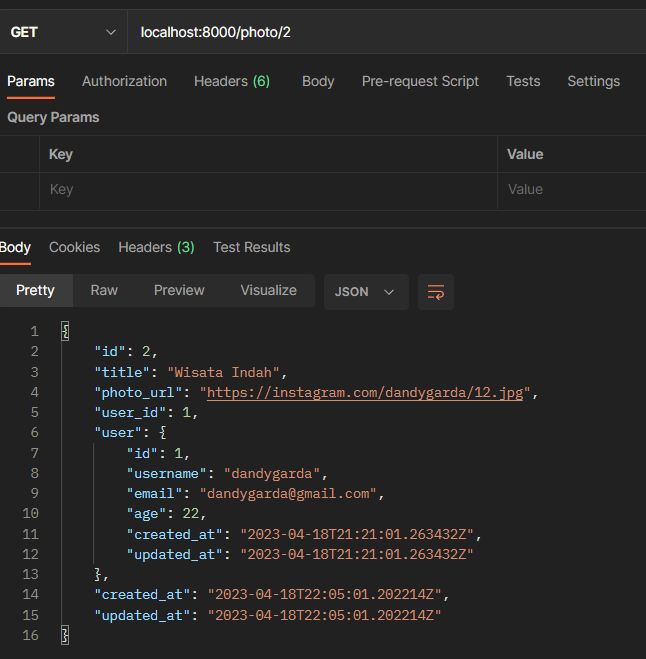 GET localhost:8000/photo/2
Params Authorization Headers (6) Body Pre-request Script Tests Settings
Query Params
Key Value
Key Value
Body Cookies Headers (3) Test Results
Pretty Raw Preview Visualize JSON
1 {
2 "id": 2,
3 "title": "Wisata Indah",
4 "photo_url": "https://instagram.com/dandygarda/12.jpg",
5 "user_id": 1,
6 "user": {
7 "id": 1,
8 "username": "dandygarda",
9 "email": "dandygarda@gmail.com",
10 "age": 22,
11 "created_at": "2023-04-18T21:21:01.263432Z",
12 "updated_at": "2023-04-18T21:21:01.263432Z"
13 },
14 "created_at": "2023-04-18T22:05:01.202214Z",
15 "updated_at": "2023-04-18T22:05:01.202214Z"
16 }